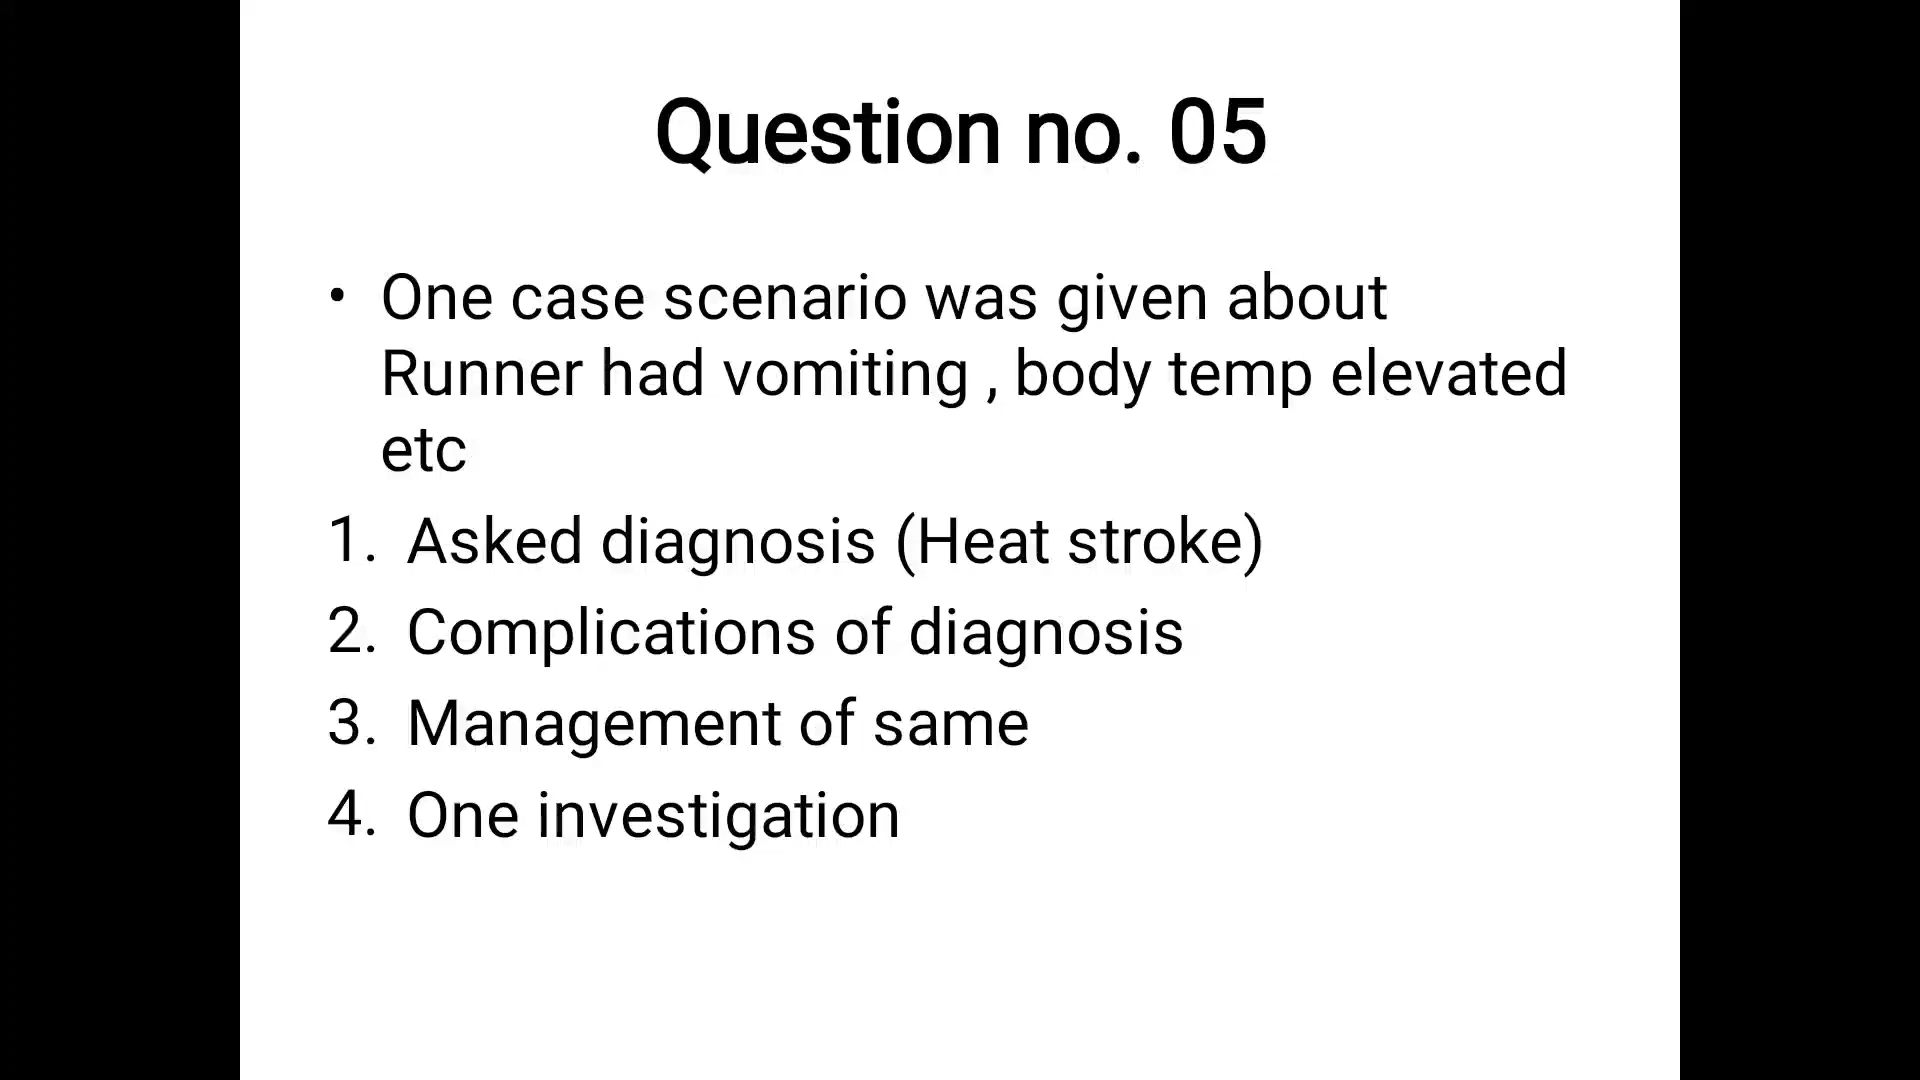 Question no. 05
• One case scenario was given about
Runner had vomiting , body temp elevated
etc
1. Asked diagnosis (Heat stroke)
2. Complications of diagnosis
3. Management of same
4. One investigation